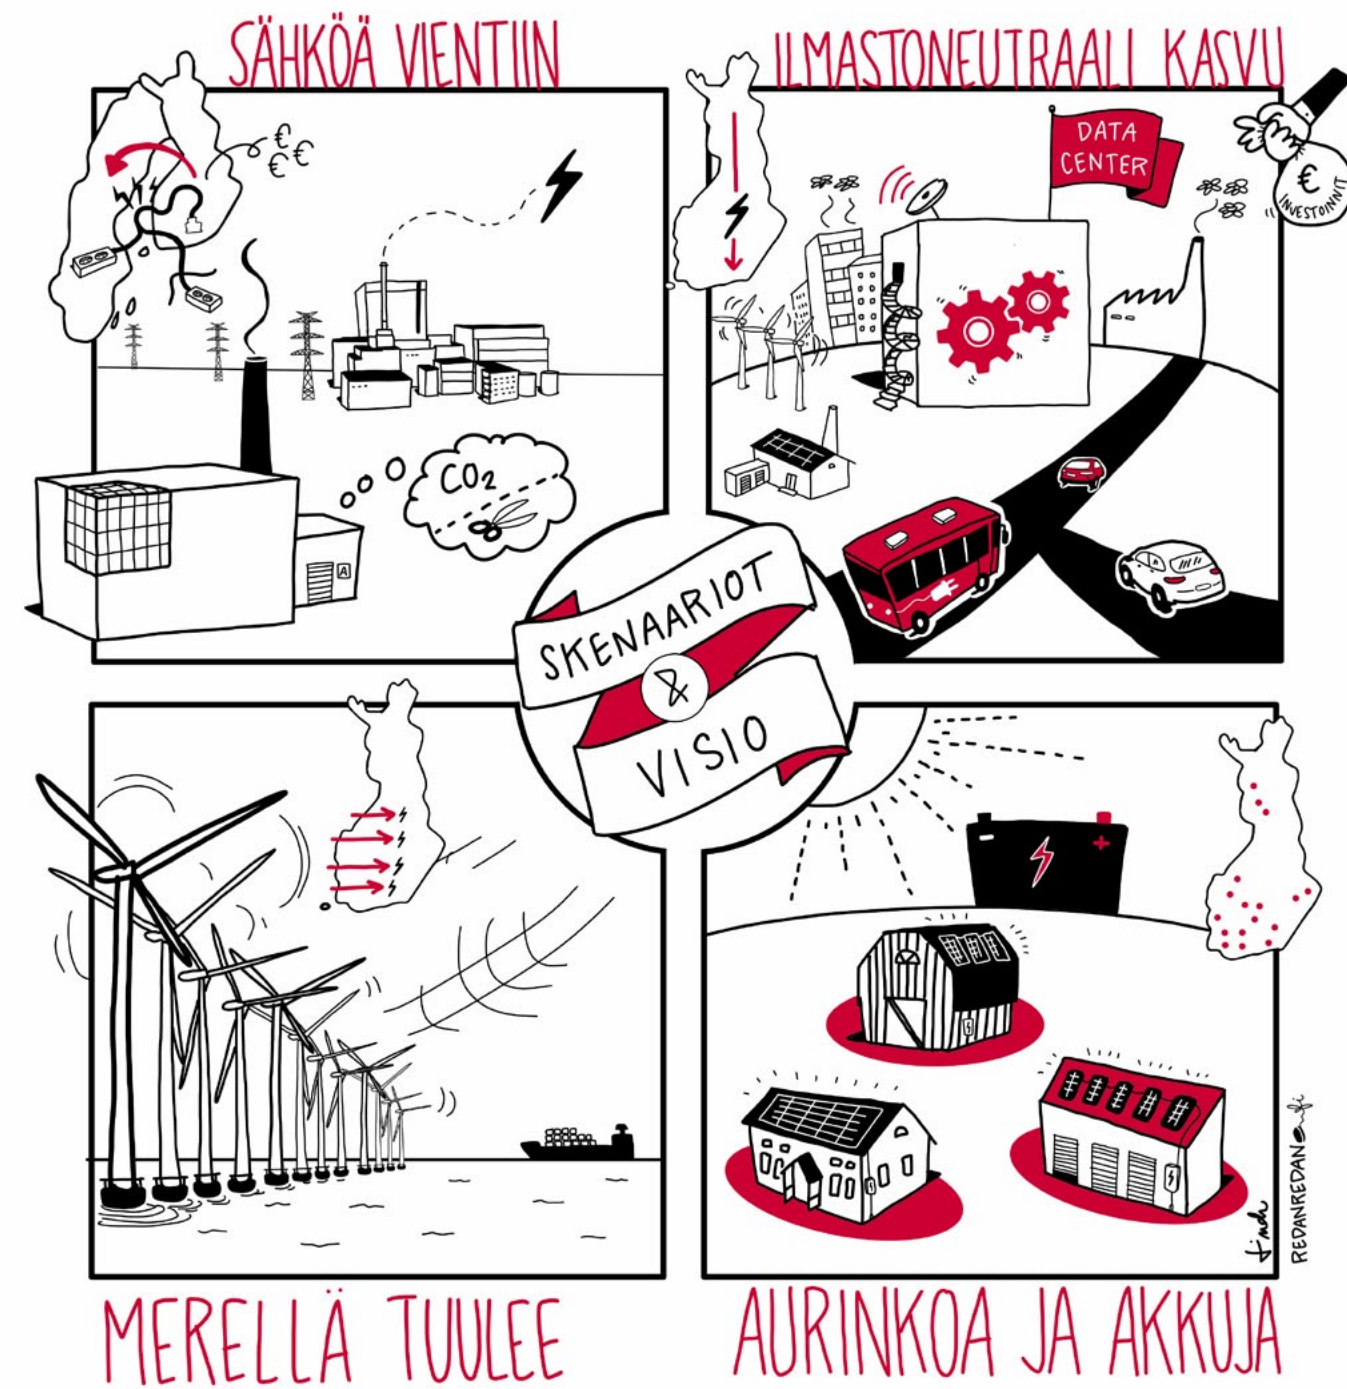 SÄHKÖÄ VIENTIIN
€
€ €
CO2
A
ILMASTONEUTRAALI KASVU
DATA
CENTER
€
INVESTOINNIT
SKENAARIOT
&
VISIO
MERELLÄ TUULEE
- +
AURINKOA JA AKKUJA
REDANREDAN